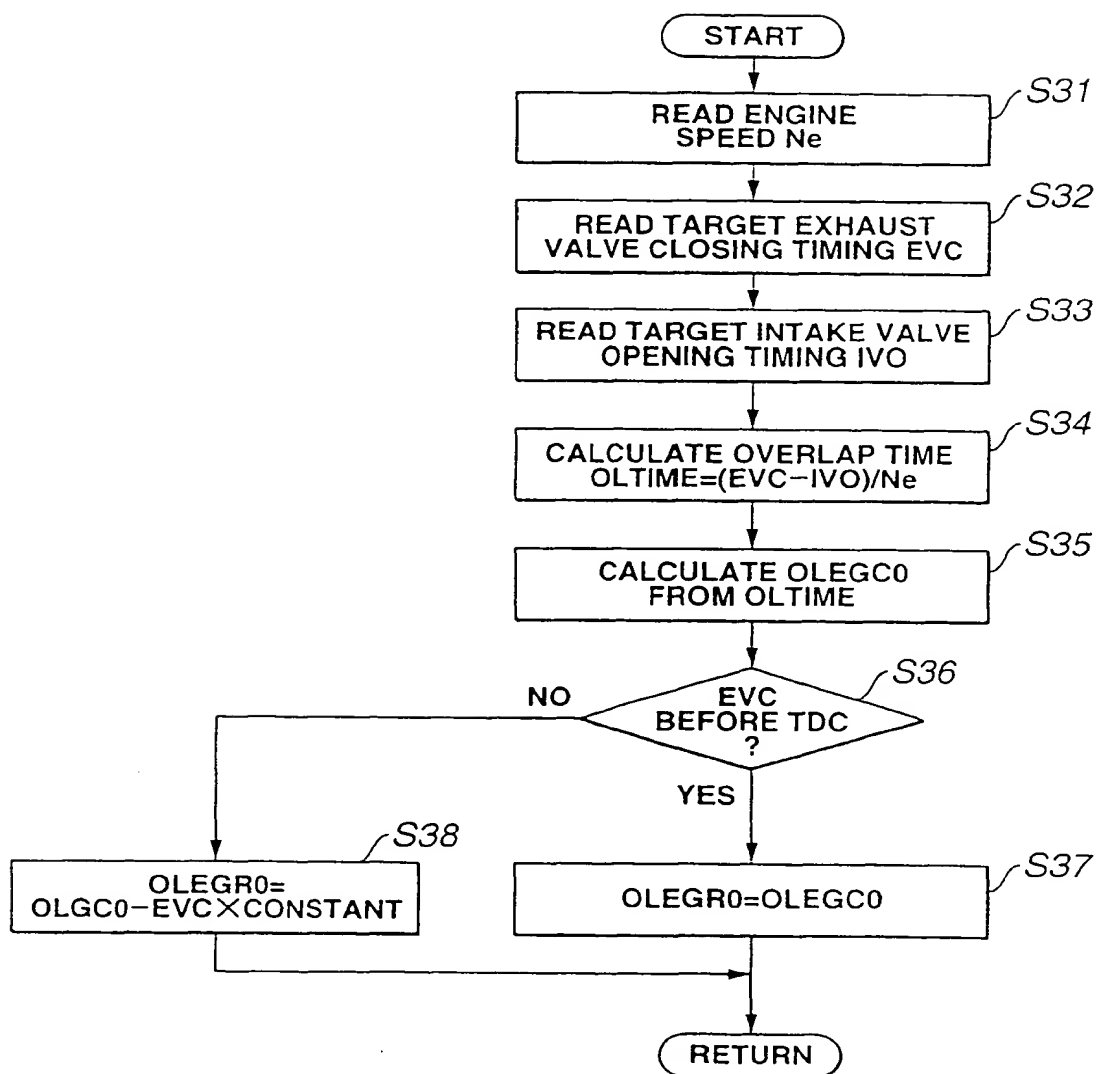 START
S31
READ ENGINE
SPEED Ne
S32
READ TARGET EXHAUST
VALVE CLOSING TIMING EVC
S33
READ TARGET INTAKE VALVE
OPENING TIMING IVO
S34
CALCULATE OVERLAP TIME
OLTIME=(EVC−IVO)/Ne
S35
CALCULATE OLEGC0
FROM OLTIME
S36
EVC
BEFORE TDC
?
NO
YES
S38
OLEGR0=
OLGC0−EVC×CONSTANT
S37
OLEGR0=OLEGC0
RETURN